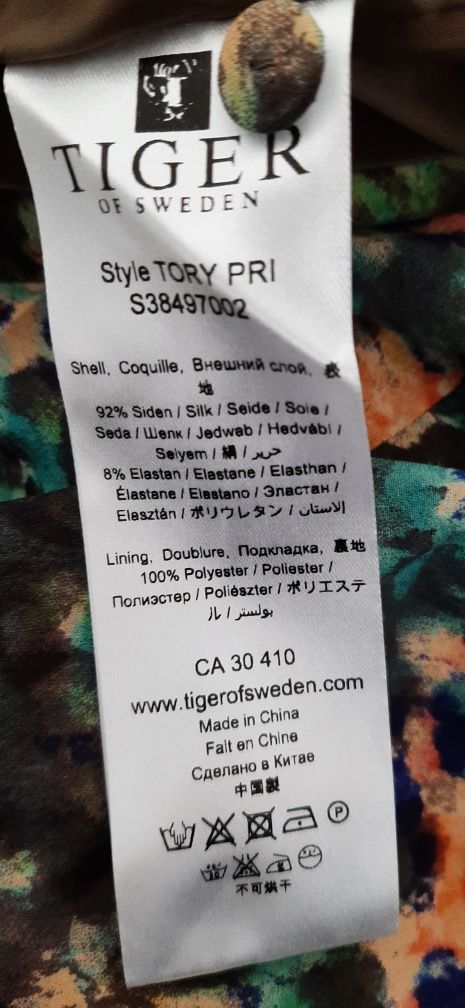 TIGER
OF SWEDEN
Style TORY PRI
S38497002
Shell, Coquille, Внешний слой, 表
地
92% Siden / Silk / Seide / Soie /
Seda / Шелк / Jedwab / Hedvábí /
Selyem / 絹 / حرير
8% Elastan / Elastane / Elasthan /
Élastane / Elastano / Эластан /
Elasztán / ポリウレタン / الاستان
Lining, Doublure, Подкладка, 裏地
100% Polyester / Poliester /
Полиэстер / Poliészter / ポリエステ
ル / بولستر
CA 30 410
www.tigerofsweden.com
Made in China
Fait en Chine
Сделано в Китае
中国製
P
不可烘干